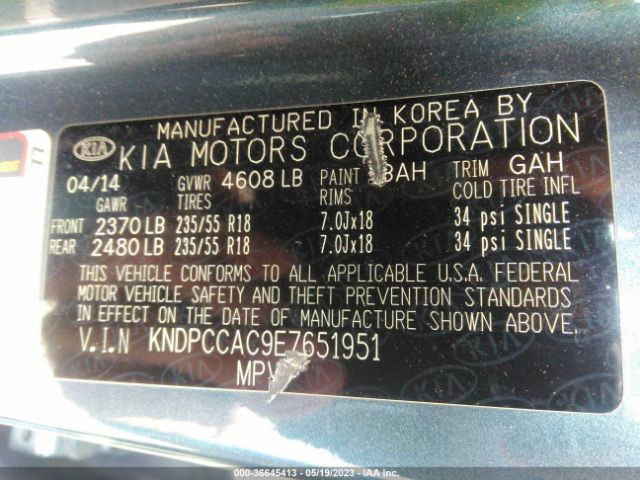 MANUFACTURED IN KOREA BY
KIA KIA MOTORS CORPORATION
04/14 GVWR 4608 LB PAINT BAH TRIM GAH
GAWR TIRES RIMS COLD TIRE INFL
FRONT 2370 LB 235/55 R18 7.0Jx18 34 psi SINGLE
REAR 2480 LB 235/55 R18 7.0Jx18 34 psi SINGLE
THIS VEHICLE CONFORMS TO ALL APPLICABLE U.S.A. FEDERAL
MOTOR VEHICLE SAFETY AND THEFT PREVENTION STANDARDS
IN EFFECT ON THE DATE OF MANUFACTURE SHOWN ABOVE.
V.I.N KNDPCCAC9E7651951
MPV
77
000-36645413 - 05/19/2023 - IAA Inc.